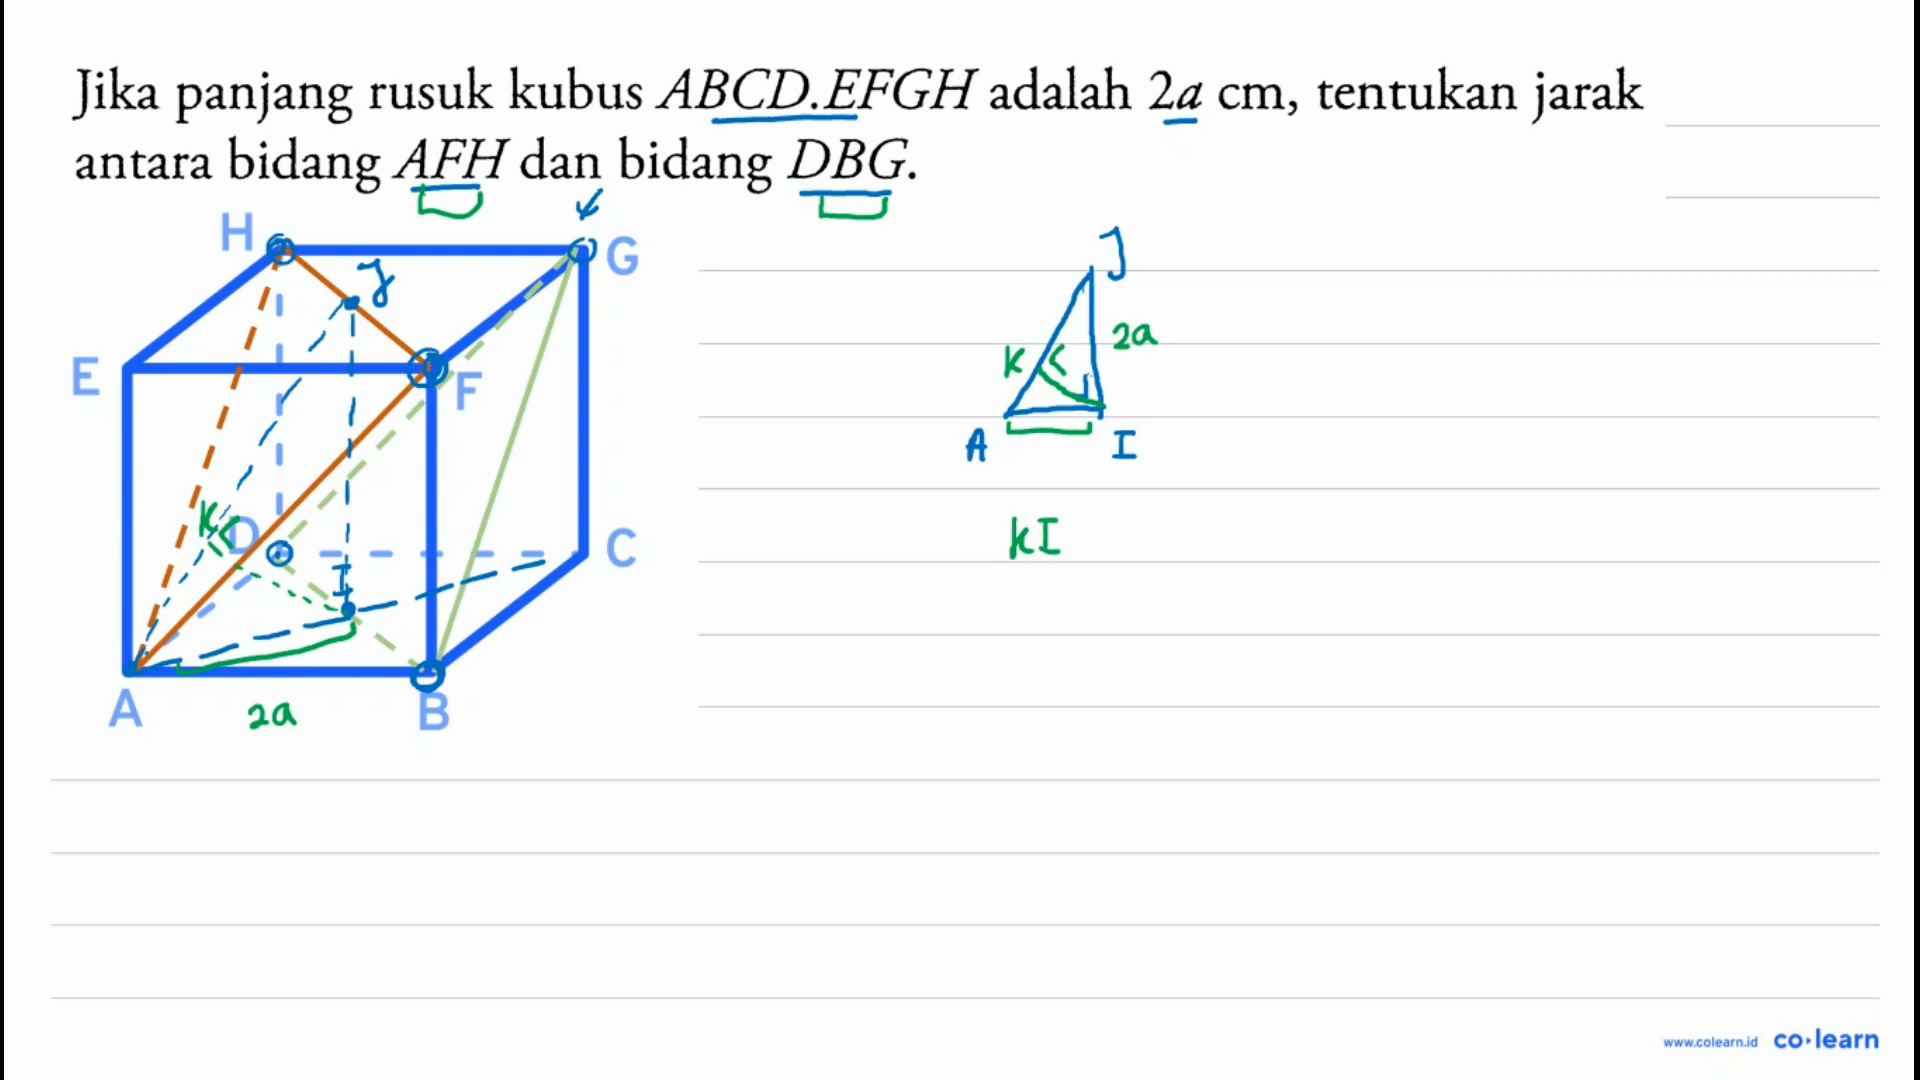 Jika panjang rusuk kubus ABCD.EFGH adalah 2a cm, tentukan jarak
antara bidang AFH dan bidang DBG.
H
G
J
E
F
K
D
I
C
A
B
2a
J
K
2a
A
I
kI
www.colearn.id co·learn